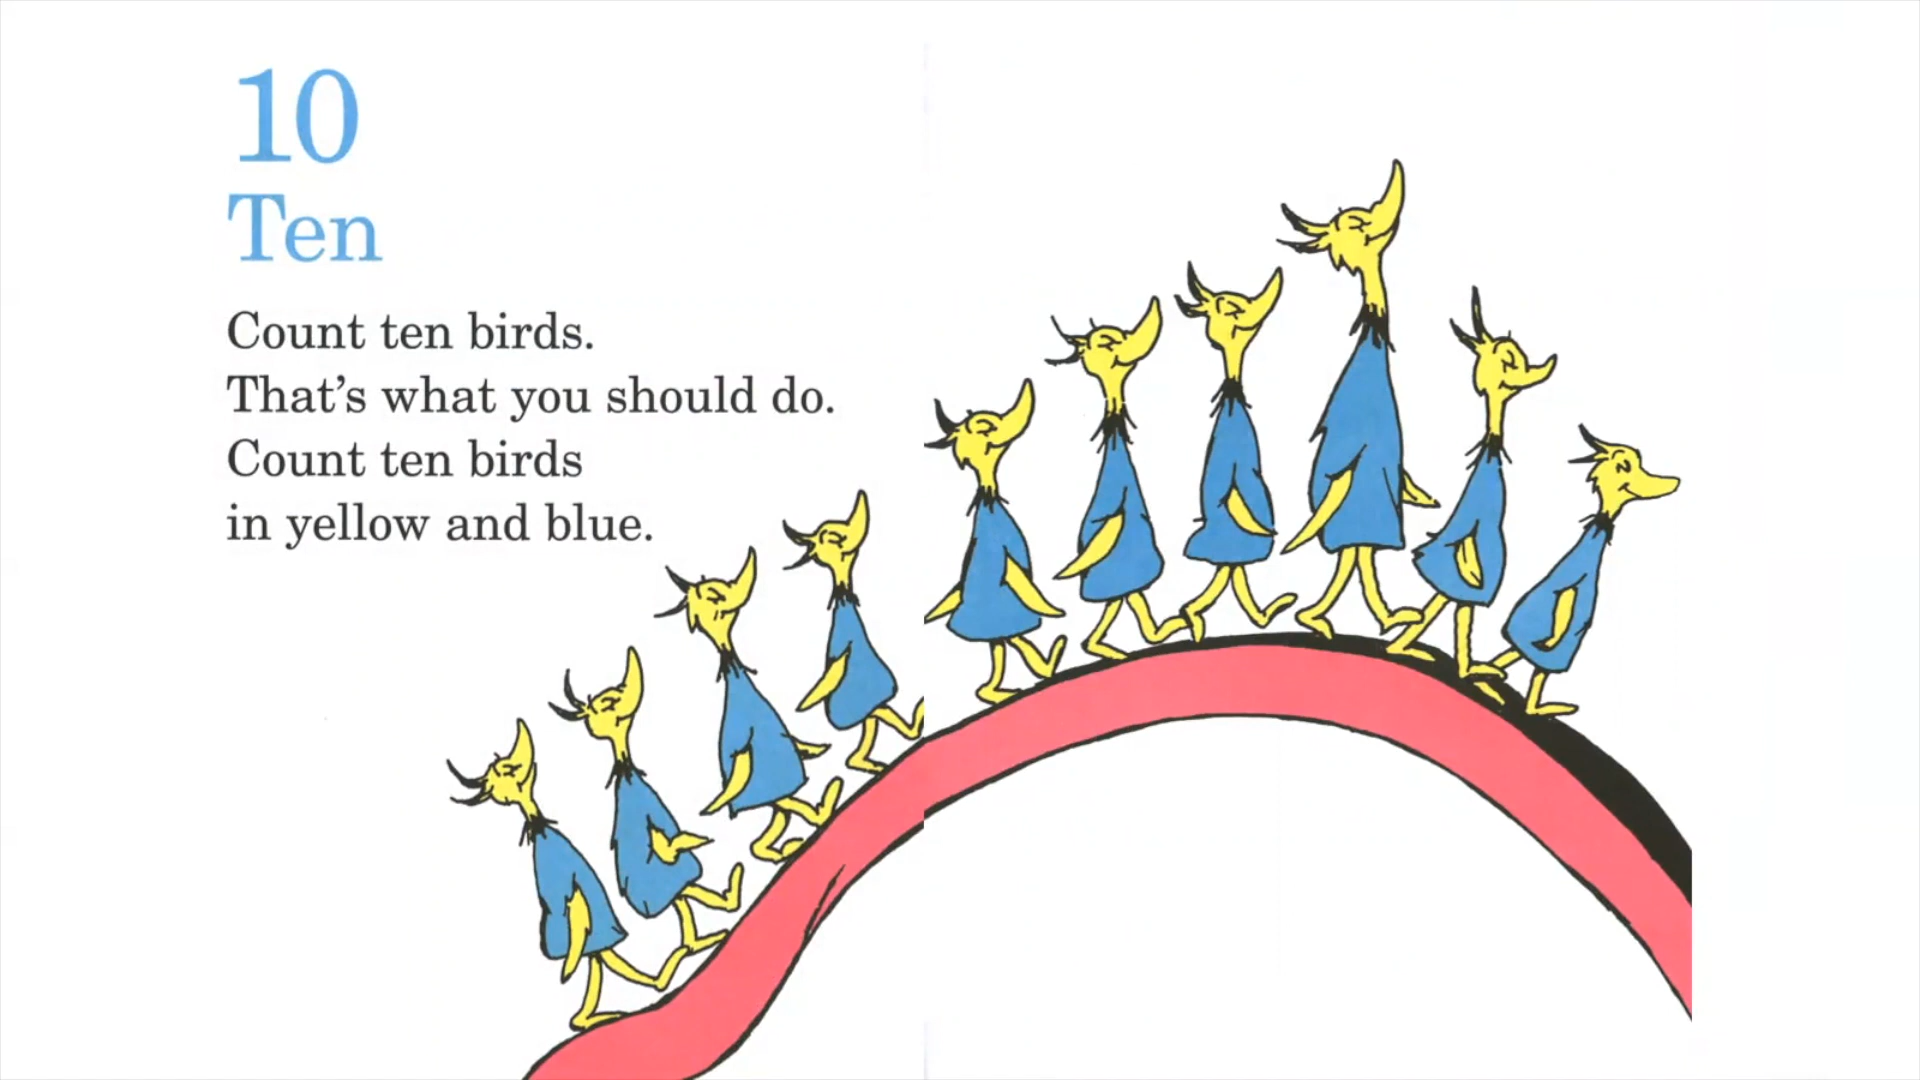 10
Ten
Count ten birds.
That's what you should do.
Count ten birds
in yellow and blue.